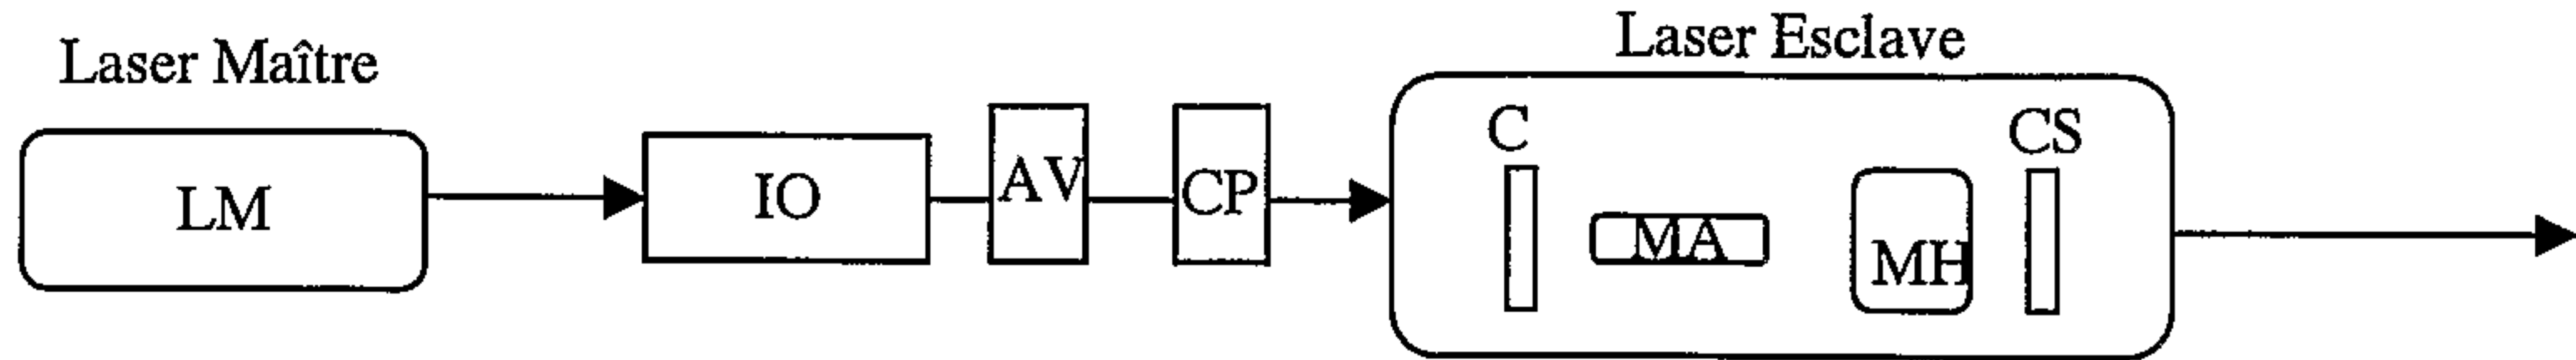 Laser Maître
Laser Esclave
LM
IO
AV
CP
C
MA
MH
CS